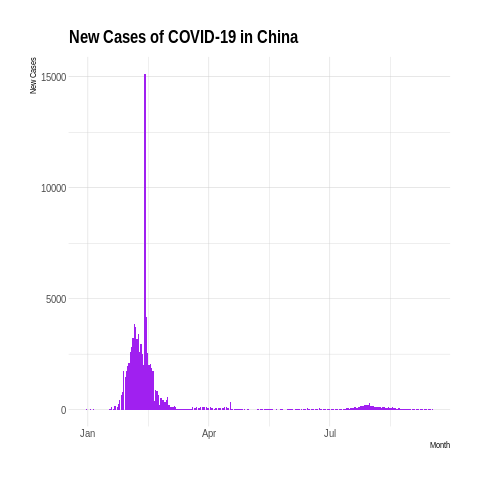 New Cases of COVID-19 in China
New Cases
15000
10000
5000
0
Jan Apr Jul
Month